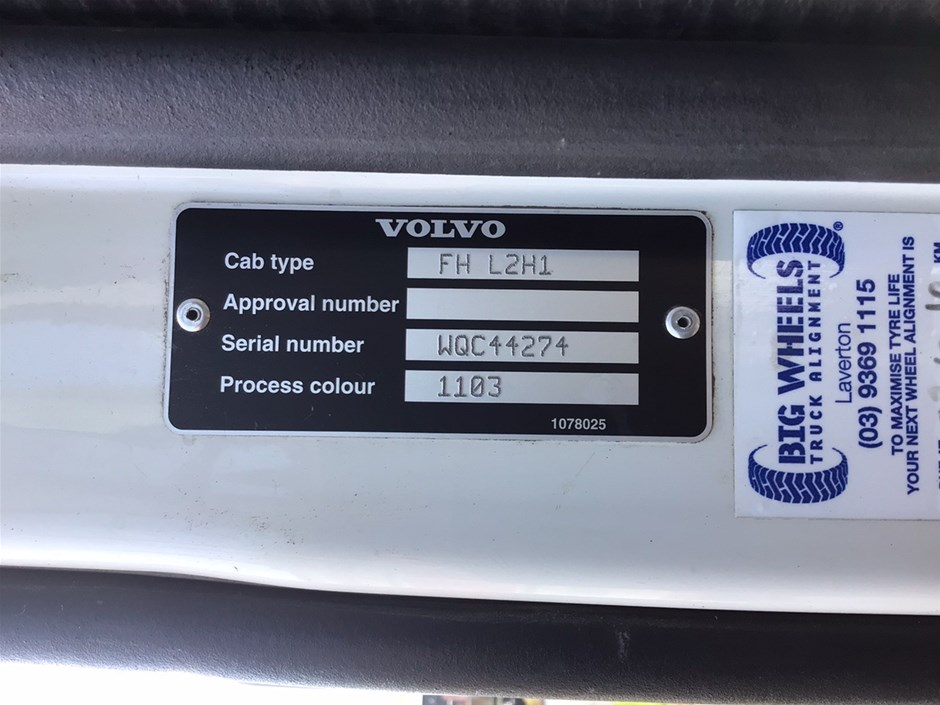 VOLVO
Cab type FH L2H1
Approval number
Serial number WQC44274
Process colour 1103
1078025
BIG WHEELS®
TRUCK ALIGNMENT
Laverton
(03) 9369 1115
TO MAXIMISE TYRE LIFE
YOUR NEXT WHEEL ALIGNMENT IS
KM